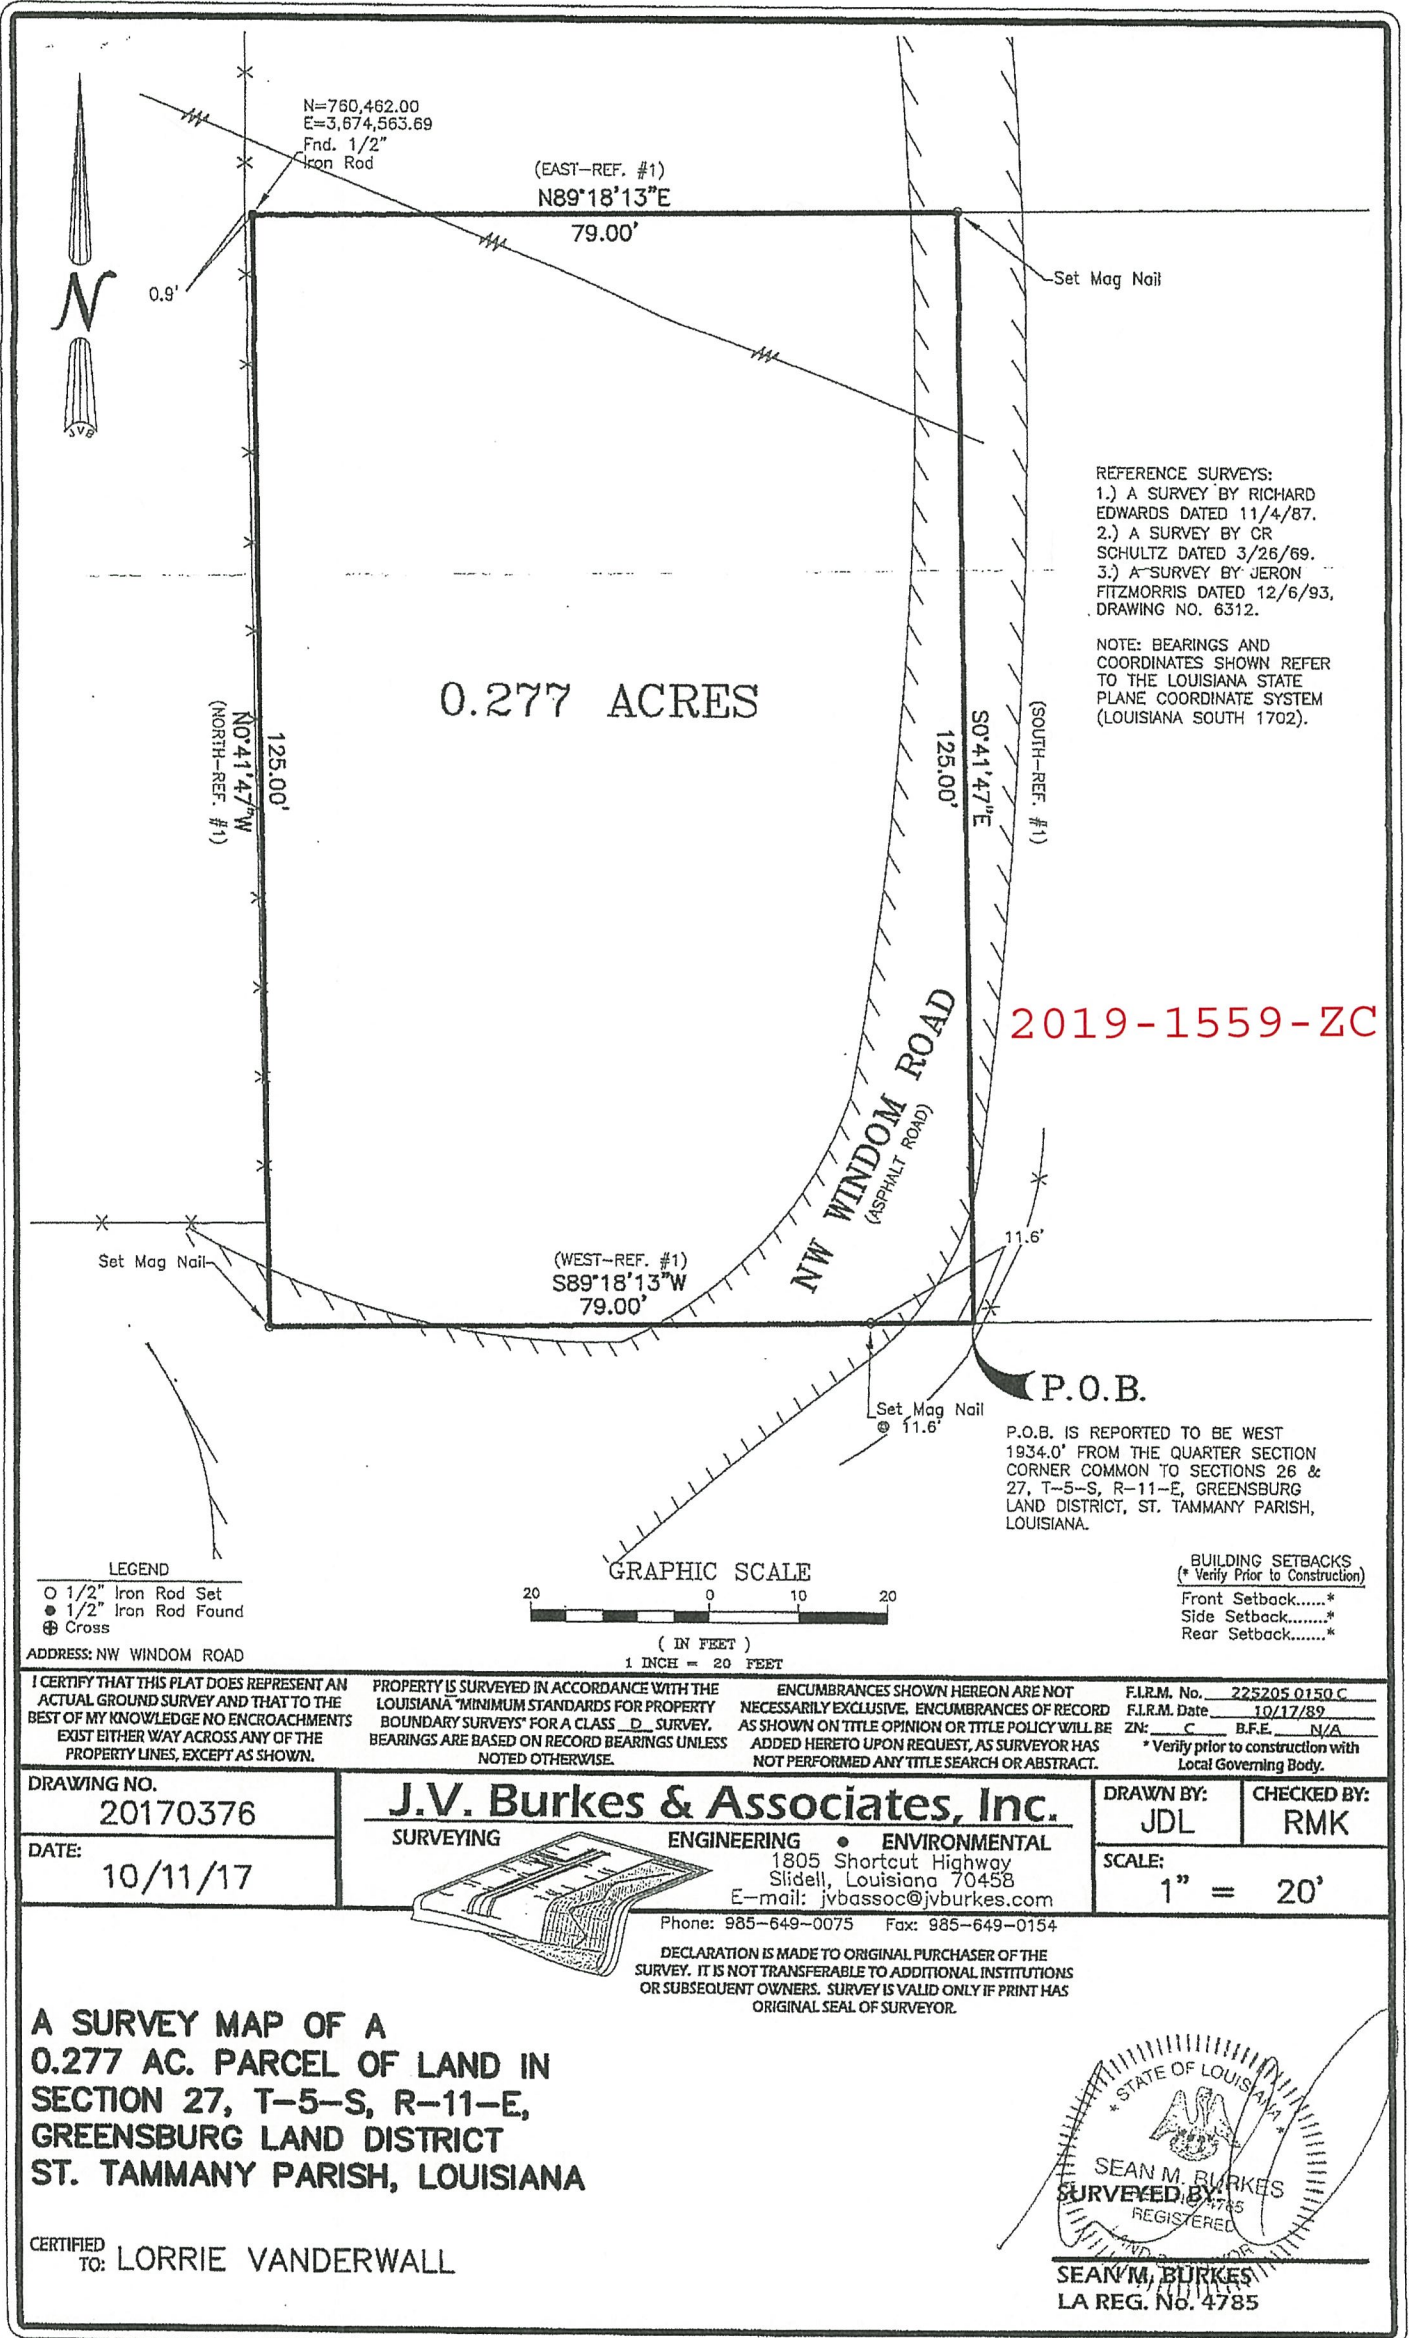 N=760,462.00
E=3,674,563.69
Fnd. 1/2"
Iron Rod
(EAST-REF. #1)
N89°18'13"E
79.00'
0.9'
N
JVB
Set Mag Nail
REFERENCE SURVEYS:
1.) A SURVEY BY RICHARD
EDWARDS DATED 11/4/87.
2.) A SURVEY BY CR
SCHULTZ DATED 3/26/69.
3.) A SURVEY BY JERON
FITZMORRIS DATED 12/6/93,
DRAWING NO. 6312.
NOTE: BEARINGS AND
COORDINATES SHOWN REFER
TO THE LOUISIANA STATE
PLANE COORDINATE SYSTEM
(LOUISIANA SOUTH 1702).
0.277 ACRES
125.00'
N0°41'47"W
(NORTH-REF. #1)
(SOUTH-REF. #1)
S0°41'47"E
125.00'
2019-1559-ZC
NW WINDOM ROAD
(ASPHALT ROAD)
11.6'
Set Mag Nail
(WEST-REF. #1)
S89°18'13"W
79.00'
P.O.B.
Set Mag Nail
@ 11.6'
P.O.B. IS REPORTED TO BE WEST
1934.0' FROM THE QUARTER SECTION
CORNER COMMON TO SECTIONS 26 &
27, T-5-S, R-11-E, GREENSBURG
LAND DISTRICT, ST. TAMMANY PARISH,
LOUISIANA.
LEGEND
1/2" Iron Rod Set
1/2" Iron Rod Found
Cross
GRAPHIC SCALE
20 0 10 20
( IN FEET )
1 INCH = 20 FEET
BUILDING SETBACKS
(* Verify Prior to Construction)
Front Setback......*
Side Setback........*
Rear Setback.......*
ADDRESS: NW WINDOM ROAD
I CERTIFY THAT THIS PLAT DOES REPRESENT AN
ACTUAL GROUND SURVEY AND THAT TO THE
BEST OF MY KNOWLEDGE NO ENCROACHMENTS
EXIST EITHER WAY ACROSS ANY OF THE
PROPERTY LINES, EXCEPT AS SHOWN.
PROPERTY IS SURVEYED IN ACCORDANCE WITH THE
LOUISIANA "MINIMUM STANDARDS FOR PROPERTY
BOUNDARY SURVEYS" FOR A CLASS D SURVEY.
BEARINGS ARE BASED ON RECORD BEARINGS UNLESS
NOTED OTHERWISE.
ENCUMBRANCES SHOWN HEREON ARE NOT
NECESSARILY EXCLUSIVE. ENCUMBRANCES OF RECORD
AS SHOWN ON TITLE OPINION OR TITLE POLICY WILL BE
ADDED HERETO UPON REQUEST, AS SURVEYOR HAS
NOT PERFORMED ANY TITLE SEARCH OR ABSTRACT.
F.I.R.M. No. 225205 0150 C
F.I.R.M. Date 10/17/89
ZN: C B.F.E. N/A
* Verify prior to construction with
Local Governing Body.
DRAWING NO.
20170376
DATE:
10/11/17
J.V. Burkes & Associates, Inc.
SURVEYING ENGINEERING • ENVIRONMENTAL
1805 Shortcut Highway
Slidell, Louisiana 70458
E-mail: jvbassoc@jvburkes.com
Phone: 985-649-0075 Fax: 985-649-0154
DRAWN BY:
JDL
CHECKED BY:
RMK
SCALE:
1" = 20'
DECLARATION IS MADE TO ORIGINAL PURCHASER OF THE
SURVEY. IT IS NOT TRANSFERABLE TO ADDITIONAL INSTITUTIONS
OR SUBSEQUENT OWNERS. SURVEY IS VALID ONLY IF PRINT HAS
ORIGINAL SEAL OF SURVEYOR.
A SURVEY MAP OF A
0.277 AC. PARCEL OF LAND IN
SECTION 27, T-5-S, R-11-E,
GREENSBURG LAND DISTRICT
ST. TAMMANY PARISH, LOUISIANA
CERTIFIED
TO: LORRIE VANDERWALL
* STATE OF LOUISIANA *
SEAN M. BURKES
SURVEYED BY:
4785
REGISTERED
SEAN M. BURKES
LA REG. No. 4785